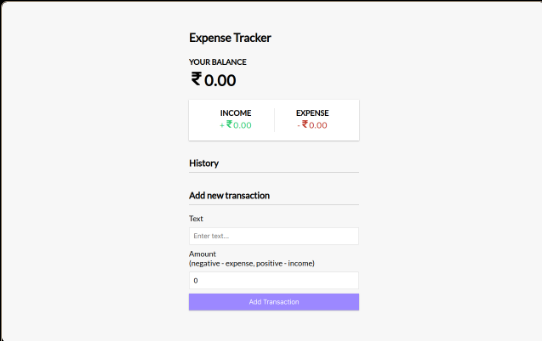 Expense Tracker
YOUR BALANCE
₹0.00
INCOME
+₹0.00
EXPENSE
-₹0.00
History
Add new transaction
Text
Enter text...
Amount
(negative - expense, positive - income)
0
Add Transaction